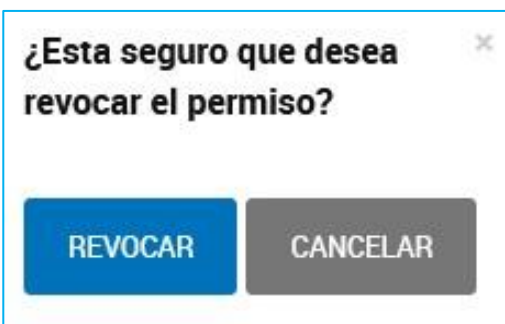 ¿Esta seguro que desea
revocar el permiso?
REVOCAR CANCELAR